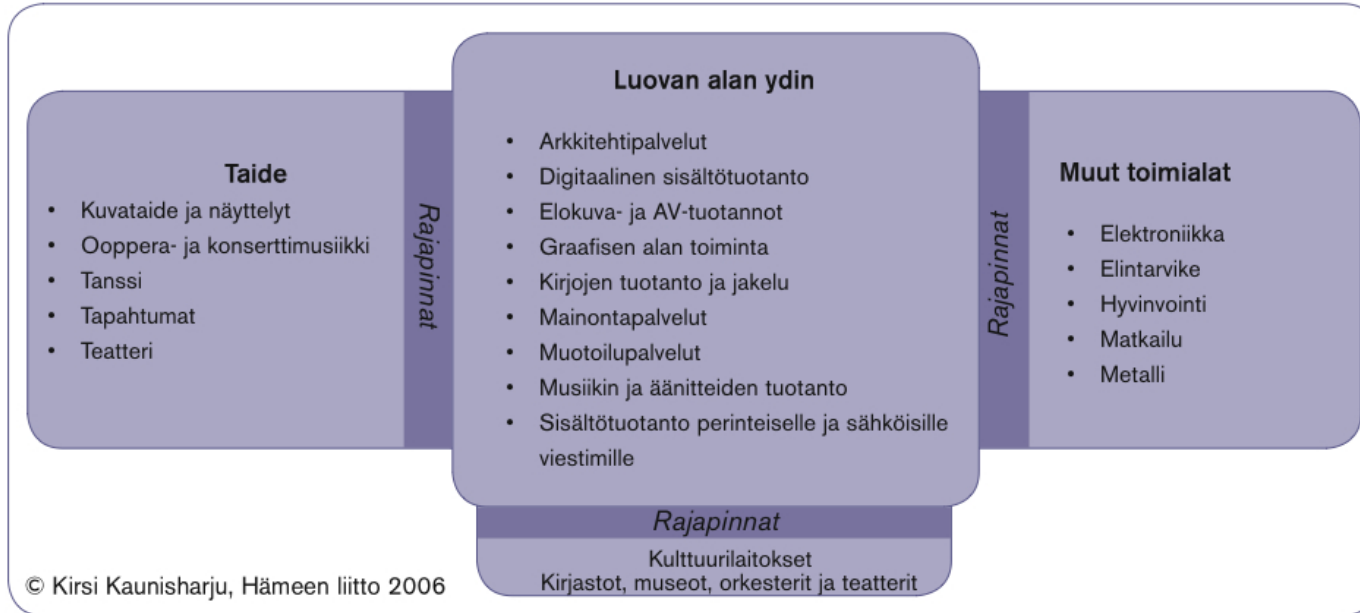 Luovan alan ydin
• Arkkitehtipalvelut
• Digitaalinen sisältötuotanto
• Elokuva- ja AV-tuotannot
• Graafisen alan toiminta
• Kirjojen tuotanto ja jakelu
• Mainontapalvelut
• Muotoilupalvelut
• Musiikin ja äänitteiden tuotanto
• Sisältötuotanto perinteiselle ja sähköisille
viestimille
Taide
• Kuvataide ja näyttelyt
• Ooppera- ja konserttimusiikki
• Tanssi
• Tapahtumat
• Teatteri
Rajapinnat
Rajapinnat
Muut toimialat
• Elektroniikka
• Elintarvike
• Hyvinvointi
• Matkailu
• Metalli
Rajapinnat
Kulttuurilaitokset
Kirjastot, museot, orkesterit ja teatterit
© Kirsi Kaunisharju, Hämeen liitto 2006